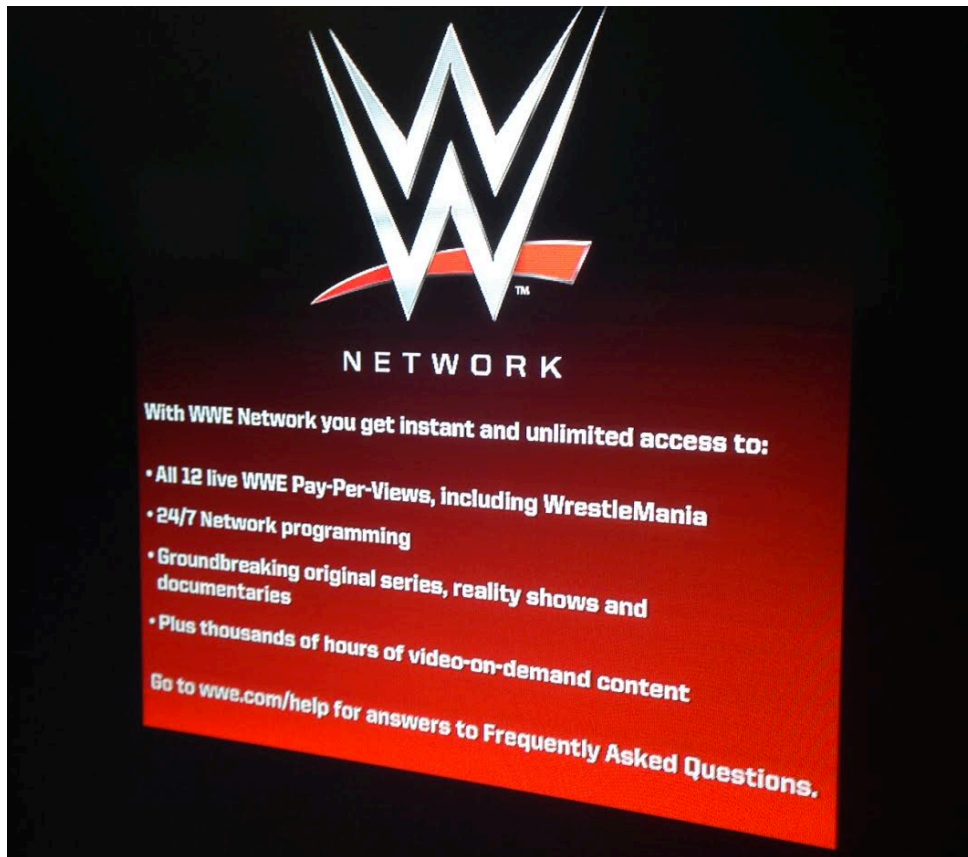 W
TM
NETWORK
With WWE Network you get instant and unlimited access to:
• All 12 live WWE Pay-Per-Views, including WrestleMania
• 24/7 Network programming
• Groundbreaking original series, reality shows and
documentaries
• Plus thousands of hours of video-on-demand content
Go to wwe.com/help for answers to Frequently Asked Questions.